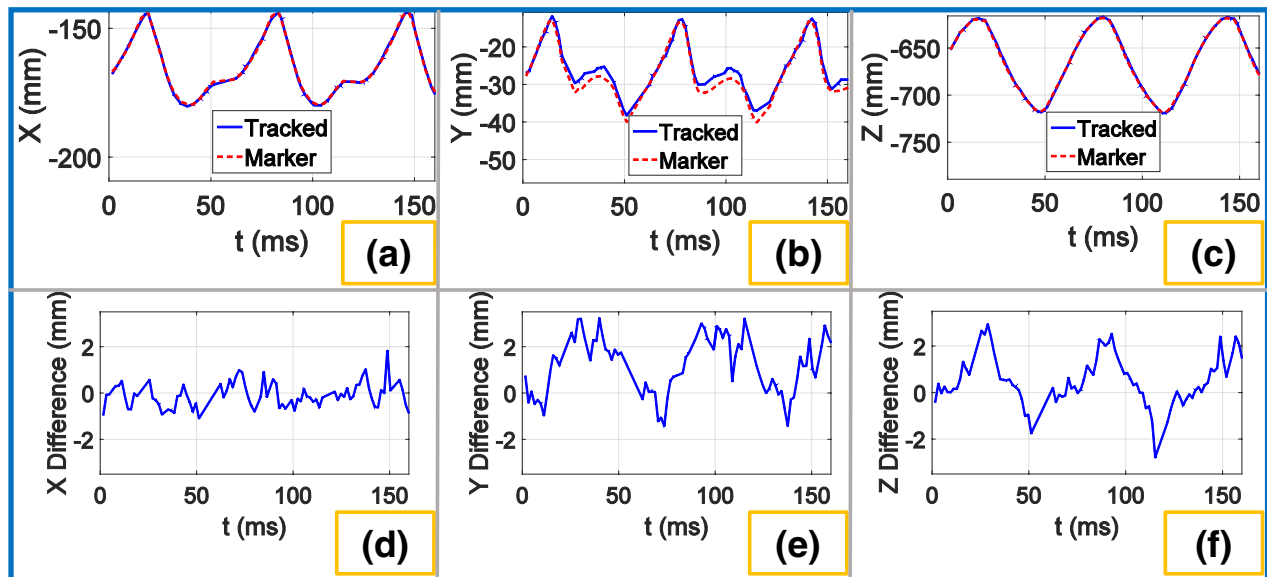 X (mm)
-140
-200
Tracked
Marker
0
50
100
150
t (ms)
(a)
Y (mm)
-20
-30
-40
-50
Tracked
Marker
0
50
100
150
t (ms)
(b)
Z (mm)
-650
-700
-750
Tracked
Marker
0
50
100
150
t (ms)
(c)
X Difference (mm)
2
0
-2
0
50
100
150
t (ms)
(d)
Y Difference (mm)
2
0
-2
0
50
100
150
t (ms)
(e)
Z Difference (mm)
2
0
-2
0
50
100
150
t (ms)
(f)